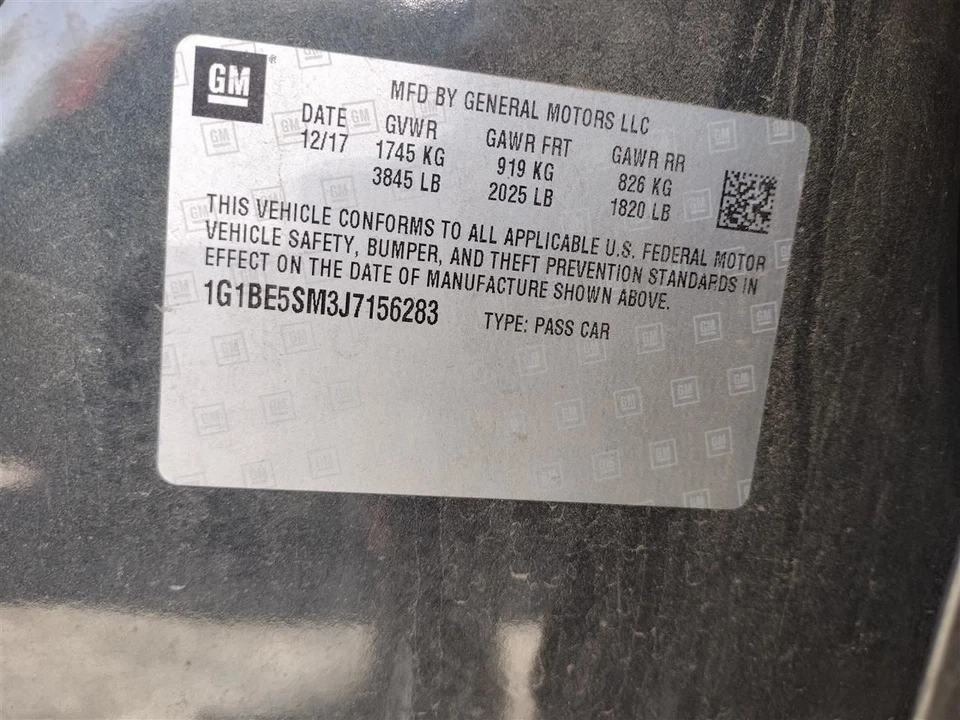 GM
MFD BY GENERAL MOTORS LLC
DATE GVWR GAWR FRT GAWR RR
12/17 1745 KG 919 KG 826 KG
3845 LB 2025 LB 1820 LB
THIS VEHICLE CONFORMS TO ALL APPLICABLE U.S. FEDERAL MOTOR
VEHICLE SAFETY, BUMPER, AND THEFT PREVENTION STANDARDS IN
EFFECT ON THE DATE OF MANUFACTURE SHOWN ABOVE.
1G1BE5SM3J7156283 TYPE: PASS CAR